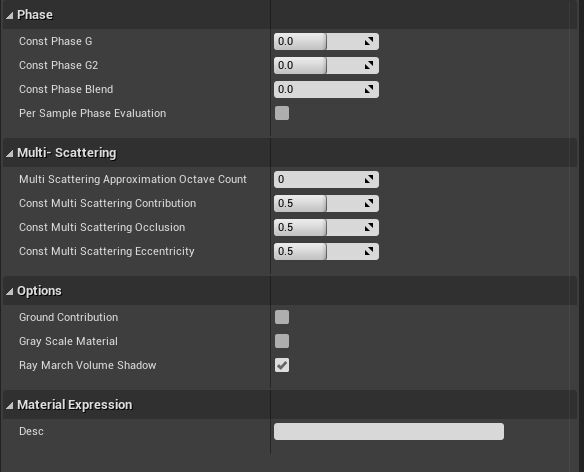 Phase
Const Phase G 0.0
Const Phase G2 0.0
Const Phase Blend 0.0
Per Sample Phase Evaluation
Multi- Scattering
Multi Scattering Approximation Octave Count 0
Const Multi Scattering Contribution 0.5
Const Multi Scattering Occlusion 0.5
Const Multi Scattering Eccentricity 0.5
Options
Ground Contribution
Gray Scale Material
Ray March Volume Shadow
Material Expression
Desc